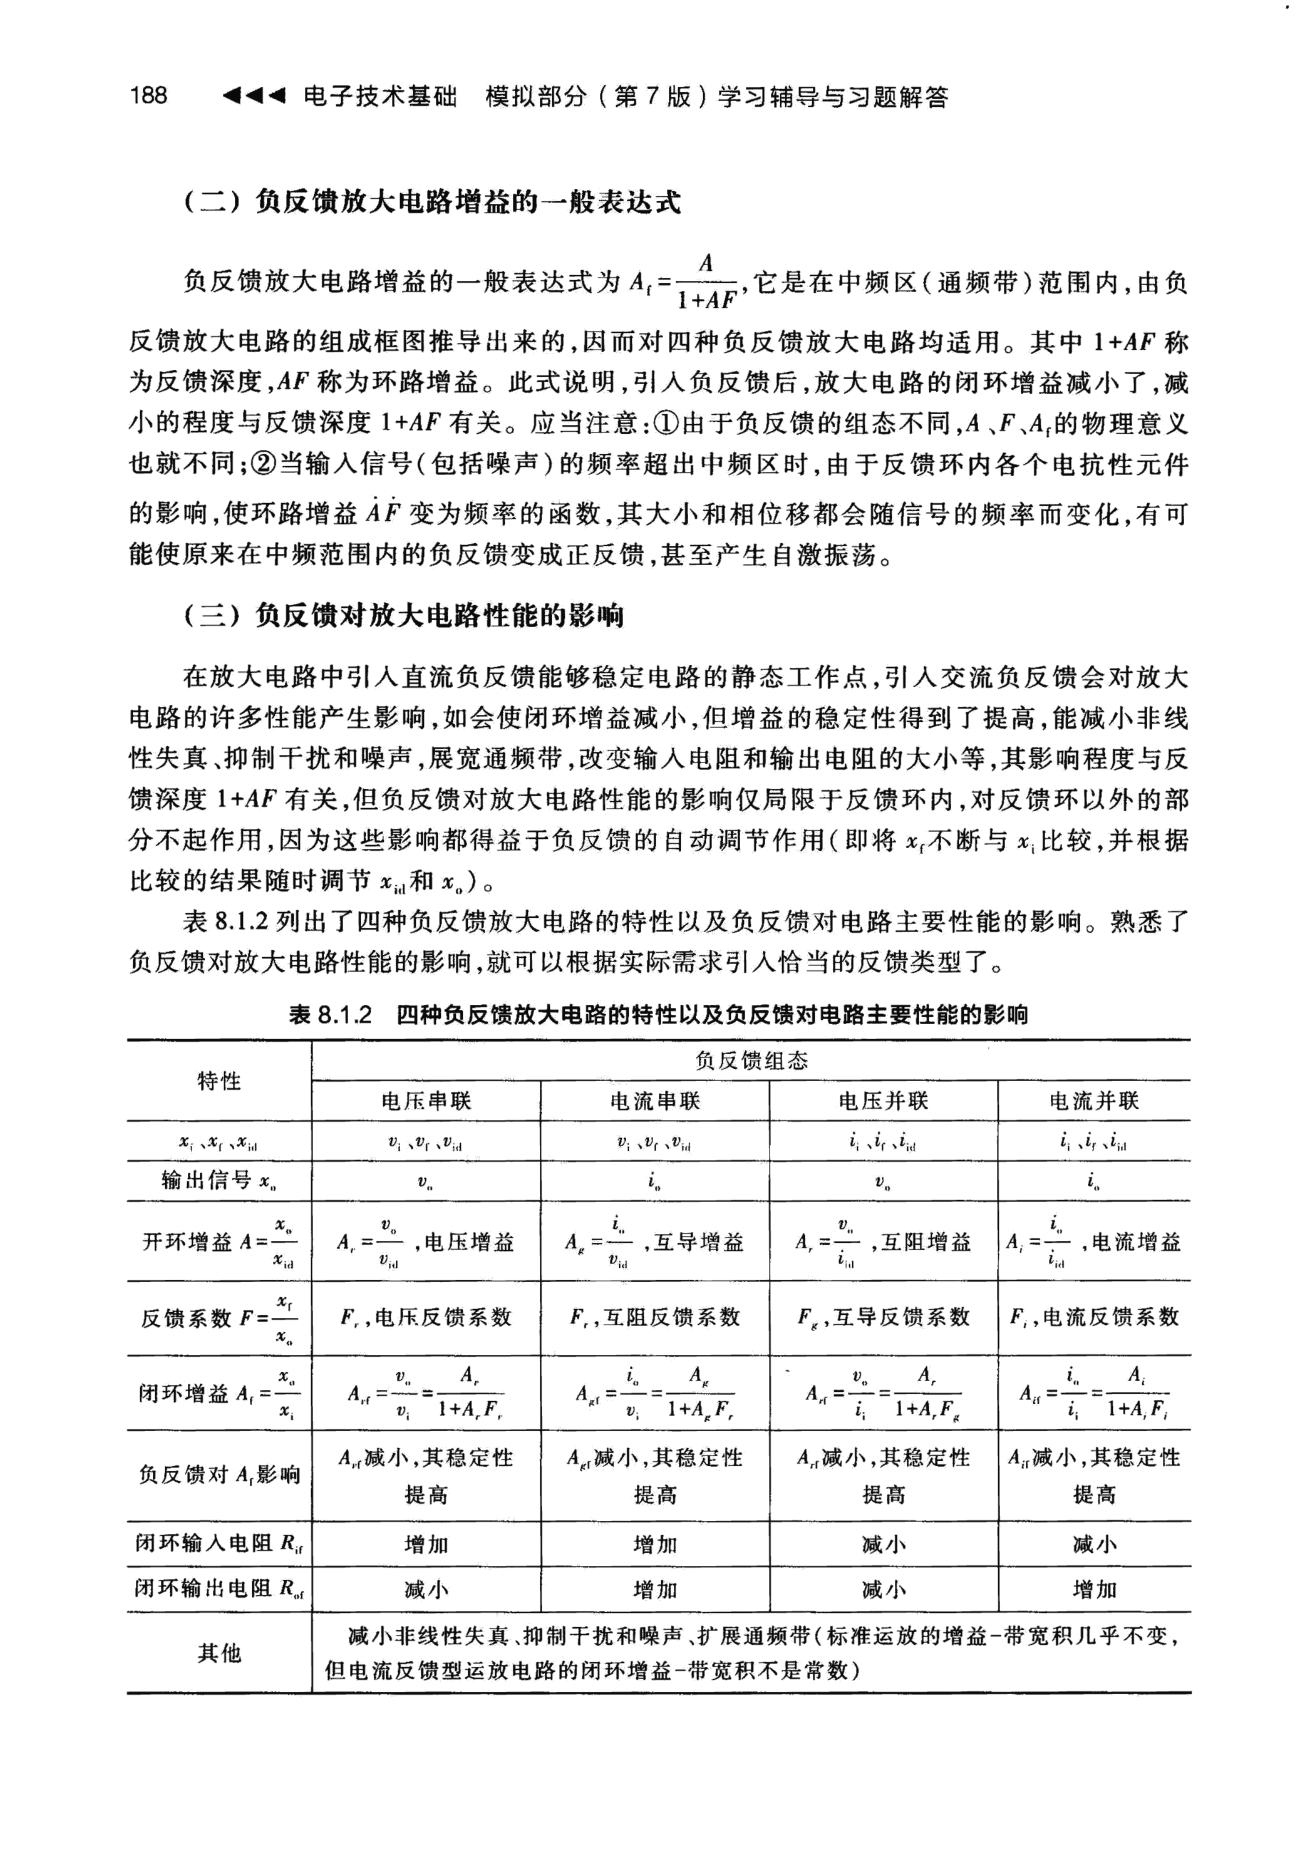 188 ◀◀◀ 电子技术基础 模拟部分(第7版)学习辅导与习题解答
(二) 负反馈放大电路增益的一般表达式
负反馈放大电路增益的一般表达式为 A_f=A/(1+AF),它是在中频区(通频带)范围内,由负
反馈放大电路的组成框图推导出来的,因而对四种负反馈放大电路均适用。其中 1+AF 称
为反馈深度,AF 称为环路增益。此式说明,引入负反馈后,放大电路的闭环增益减小了,减
小的程度与反馈深度 1+AF 有关。应当注意:①由于负反馈的组态不同,A、F、A_f的物理意义
也就不同;②当输入信号(包括噪声)的频率超出中频区时,由于反馈环内各个电抗性元件
的影响,使环路增益 ȦḞ 变为频率的函数,其大小和相位移都会随信号的频率而变化,有可
能使原来在中频范围内的负反馈变成正反馈,甚至产生自激振荡。
(三) 负反馈对放大电路性能的影响
在放大电路中引入直流负反馈能够稳定电路的静态工作点,引入交流负反馈会对放大
电路的许多性能产生影响,如会使闭环增益减小,但增益的稳定性得到了提高,能减小非线
性失真、抑制干扰和噪声,展宽通频带,改变输入电阻和输出电阻的大小等,其影响程度与反
馈深度 1+AF 有关,但负反馈对放大电路性能的影响仅局限于反馈环内,对反馈环以外的部
分不起作用,因为这些影响都得益于负反馈的自动调节作用(即将 x_f不断与 x_i比较,并根据
比较的结果随时调节 x_id和 x_o)。
表 8.1.2 列出了四种负反馈放大电路的特性以及负反馈对电路主要性能的影响。熟悉了
负反馈对放大电路性能的影响,就可以根据实际需求引入恰当的反馈类型了。
表 8.1.2 四种负反馈放大电路的特性以及负反馈对电路主要性能的影响
特性 负反馈组态
电压串联 电流串联 电压并联 电流并联
x_i、x_f、x_id v_i、v_f、v_id v_i、v_f、v_id i_i、i_f、i_id i_i、i_f、i_id
输出信号 x_o v_o i_o v_o i_o
开环增益 A=x_o/x_id A_v=v_o/v_id,电压增益 A_g=i_o/v_id,互导增益 A_r=v_o/i_id,互阻增益 A_i=i_o/i_id,电流增益
反馈系数 F=x_f/x_o F_v,电压反馈系数 F_r,互阻反馈系数 F_g,互导反馈系数 F_i,电流反馈系数
闭环增益 A_f=x_o/x_i A_vf=v_o/v_i=A_v/(1+A_vF_v) A_gf=i_o/v_i=A_g/(1+A_gF_r) A_rf=v_o/i_i=A_r/(1+A_rF_g) A_if=i_o/i_i=A_i/(1+A_iF_i)
负反馈对 A_f影响 A_vf减小,其稳定性提高 A_gf减小,其稳定性提高 A_rf减小,其稳定性提高 A_if减小,其稳定性提高
闭环输入电阻 R_if 增加 增加 减小 减小
闭环输出电阻 R_of 减小 增加 减小 增加
其他 减小非线性失真、抑制干扰和噪声、扩展通频带(标准运放的增益-带宽积几乎不变,
但电流反馈型运放电路的闭环增益-带宽积不是常数)